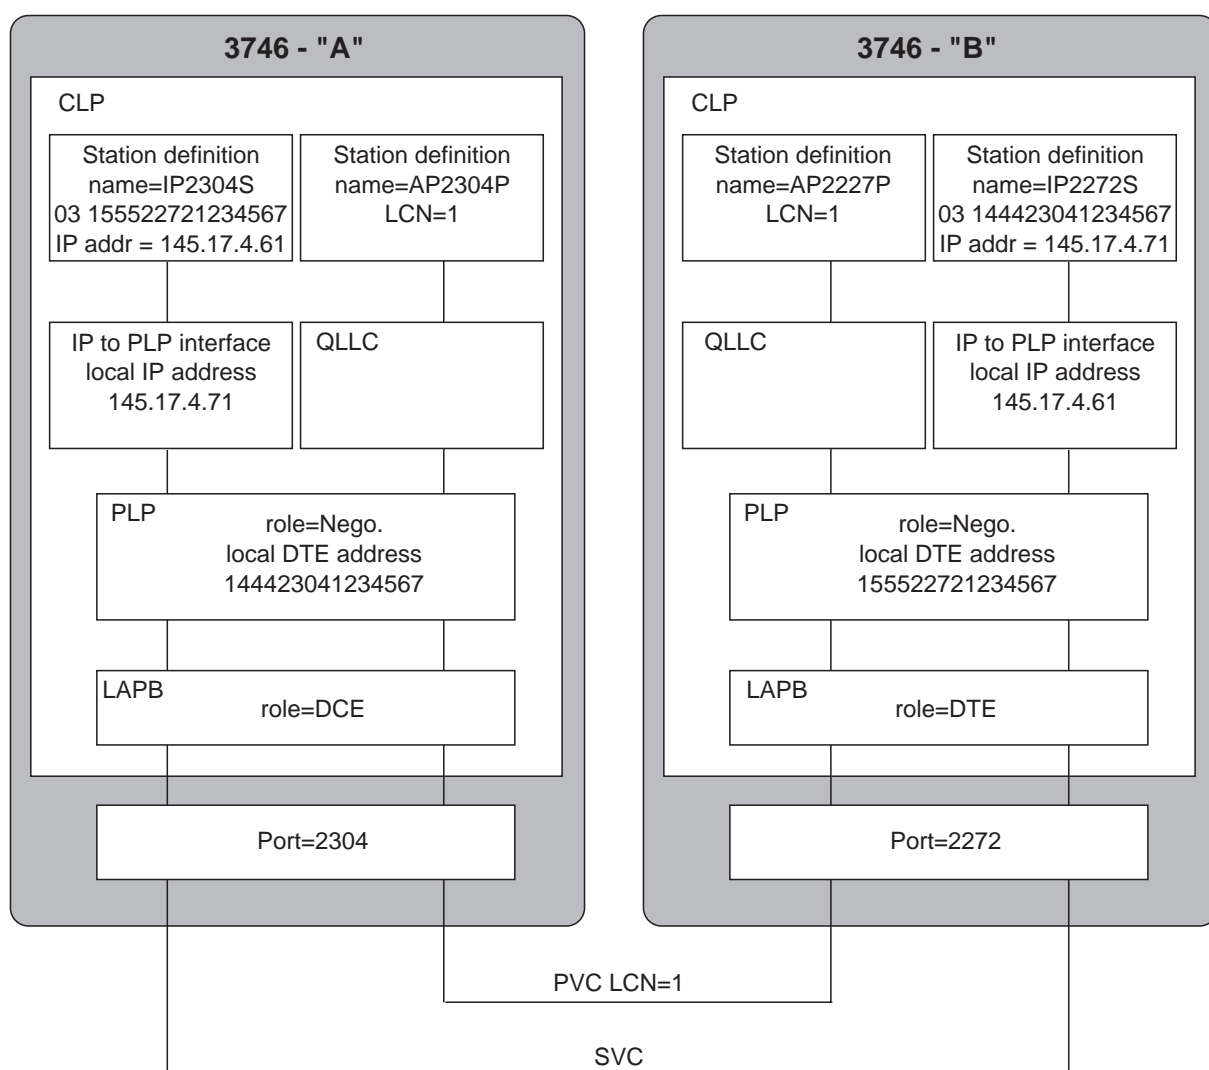 3746 - "A"
CLP
Station definition
name=IP2304S
03 155522721234567
IP addr = 145.17.4.61
Station definition
name=AP2304P
LCN=1
IP to PLP interface
local IP address
145.17.4.71
QLLC
PLP
role=Nego.
local DTE address
144423041234567
LAPB
role=DCE
Port=2304
3746 - "B"
CLP
Station definition
name=AP2227P
LCN=1
Station definition
name=IP2272S
03 144423041234567
IP addr = 145.17.4.71
QLLC
IP to PLP interface
local IP address
145.17.4.61
PLP
role=Nego.
local DTE address
155522721234567
LAPB
role=DTE
Port=2272
PVC LCN=1
SVC